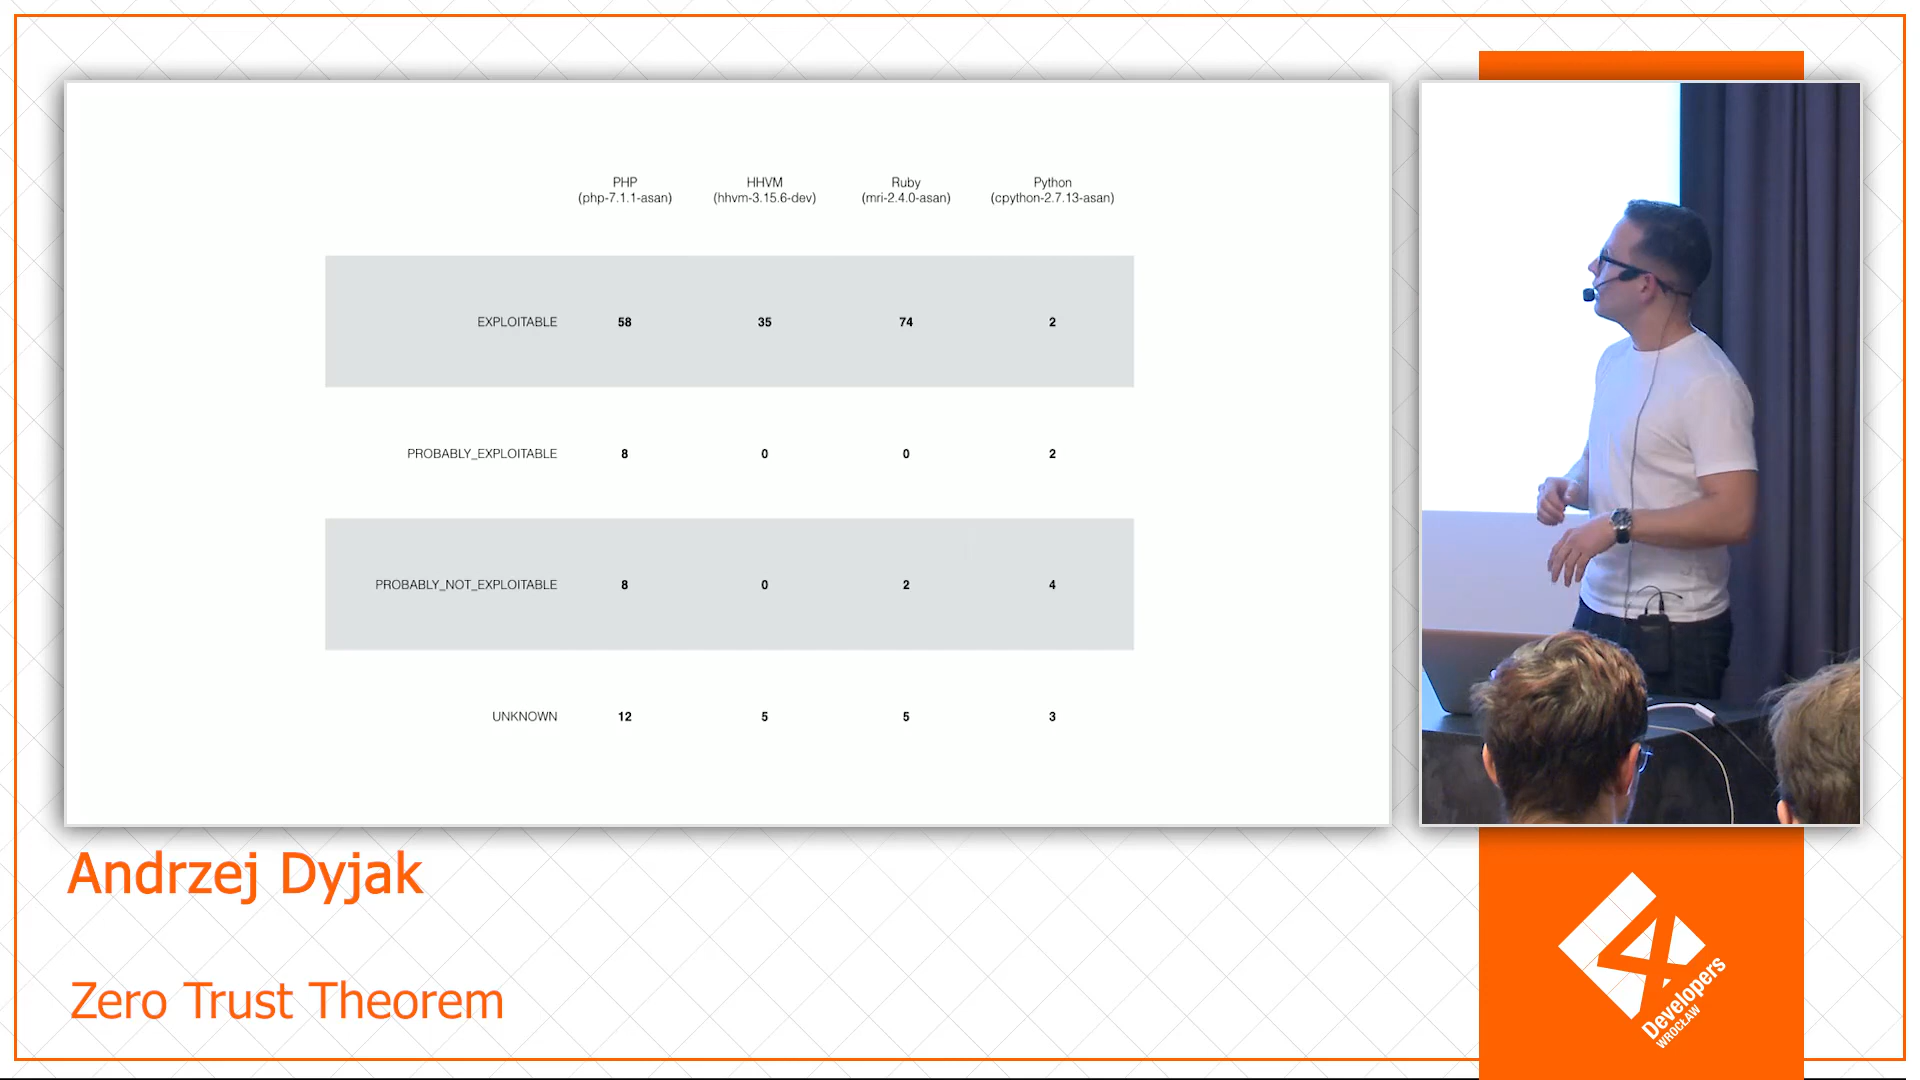 PHP HHVM Ruby Python
(php-7.1.1-asan) (hhvm-3.15.6-dev) (mri-2.4.0-asan) (cpython-2.7.13-asan)
EXPLOITABLE 58 35 74 2
PROBABLY_EXPLOITABLE 8 0 0 2
PROBABLY_NOT_EXPLOITABLE 8 0 2 4
UNKNOWN 12 5 5 3
Andrzej Dyjak
Zero Trust Theorem
4
Developers
WROCŁAW